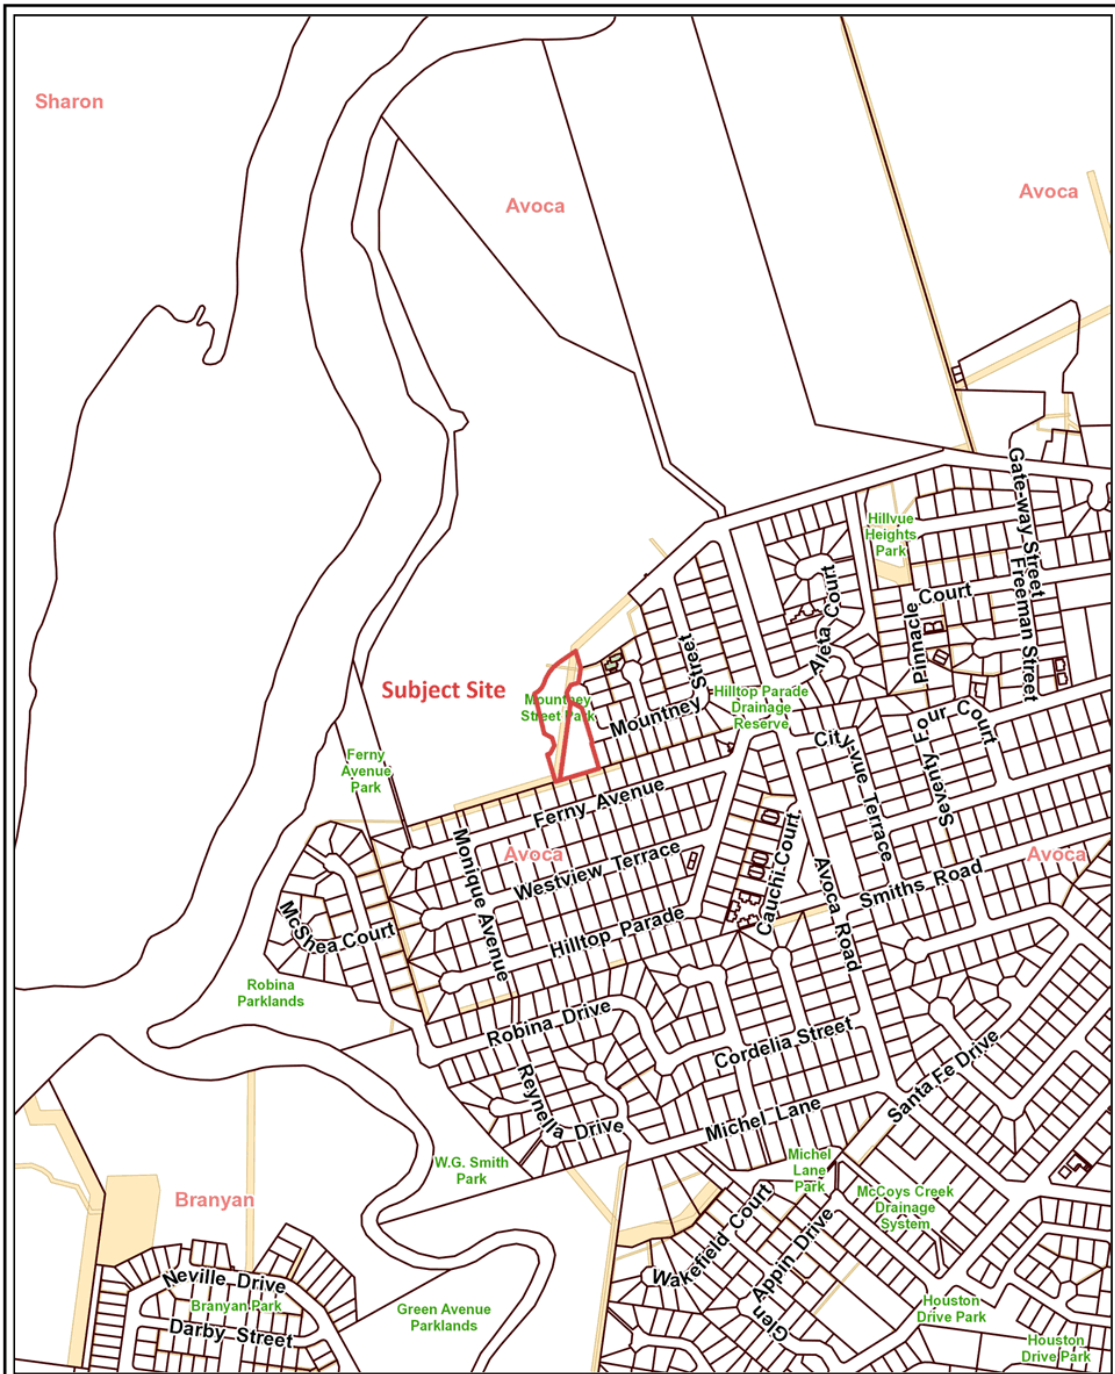 Sharon
Avoca
Avoca
Gate-way Street
Hillvue
Heights
Park
Freeman Street
Court
Pinnacle
Aleta Court
Street
Subject Site
Mountney
Street Park
Mountney
Hilltop Parade
Drainage
Reserve
City-vue Terrace
Seventy Four Court
Ferny
Avenue
Park
Ferny Avenue
Monique Avenue
Avoca
Westview Terrace
Cauchi Court
Avoca Road
Smiths Road
Avoca
McShea Court
Hilltop Parade
Robina
Parklands
Robina Drive
Cordelia Street
Santa Fe Drive
Reynella Drive
Michel Lane
W.G. Smith
Park
Michel
Lane
Park
McCoys Creek
Drainage
System
Branyan
Wakefield Court
Glen Appin Drive
Neville Drive
Branyan Park
Darby Street
Green Avenue
Parklands
Houston
Drive Park
Houston
Drive Park